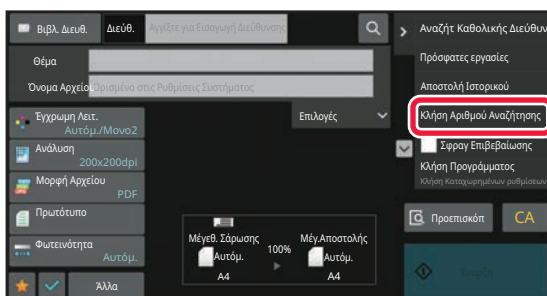 Βιβλ. Διευθ.
Διεύθ.
Αγγίξτε για Εισαγωγή Διεύθυνσης
Θέμα
Όνομα Αρχείου
Ορισμένο στις Ρυθμίσεις Συστήματος
Έγχρωμη Λειτ.
Αυτόμ./Μονο2
Επιλογές
Ανάλυση
200x200dpi
Μορφή Αρχείου
PDF
Πρωτότυπο
Φωτεινότητα
Αυτόμ.
Άλλα
Μέγεθ. Σάρωσης
Αυτόμ.
A4
100%
Μέγ.Αποστολής
Αυτόμ.
A4
Αναζήτ Καθολικής Διεύθυν
Πρόσφατες εργασίες
Αποστολή Ιστορικού
Κλήση Αριθμού Αναζήτησης
Σφραγ Επιβεβαίωσης
Κλήση Προγράμματος
Κλήση Καταχωρημένων ρυθμίσεων
Προεπισκόπ
CA